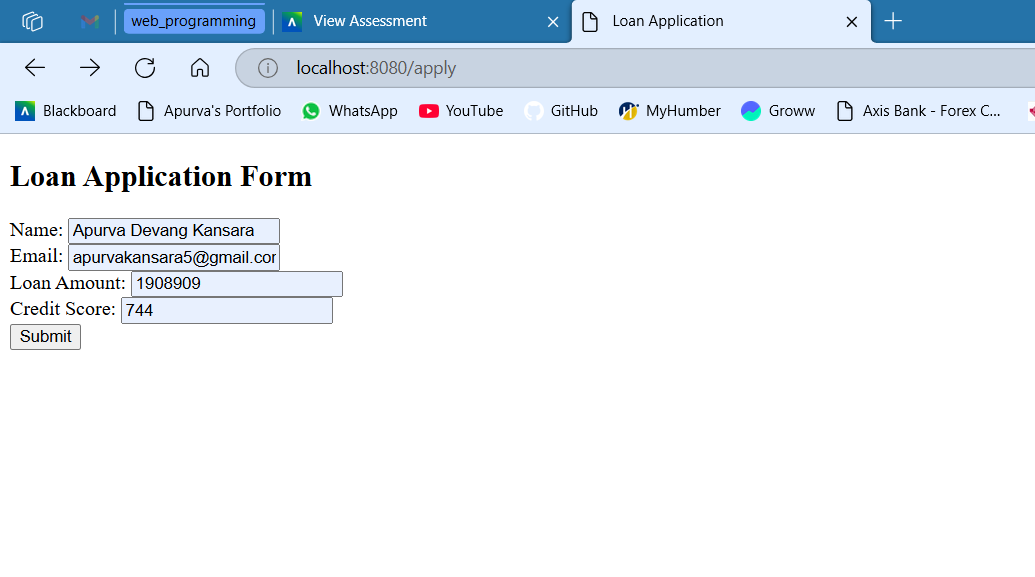 web_programming View Assessment Loan Application
localhost:8080/apply
Blackboard Apurva's Portfolio WhatsApp YouTube GitHub MyHumber Groww Axis Bank - Forex C...
Loan Application Form
Name: Apurva Devang Kansara
Email: apurvakansara5@gmail.cor
Loan Amount: 1908909
Credit Score: 744
Submit